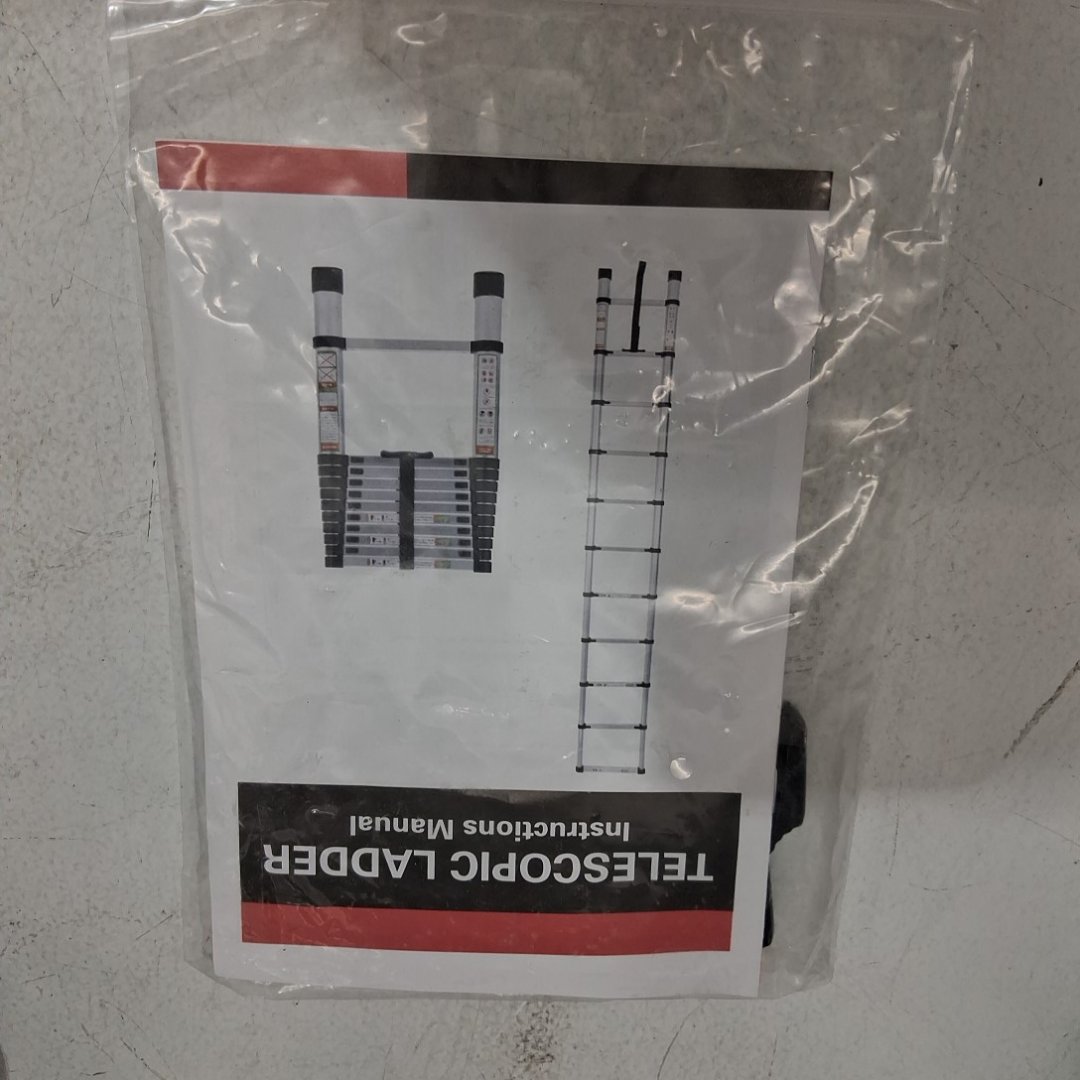 TELESCOPIC LADDER
Instructions Manual